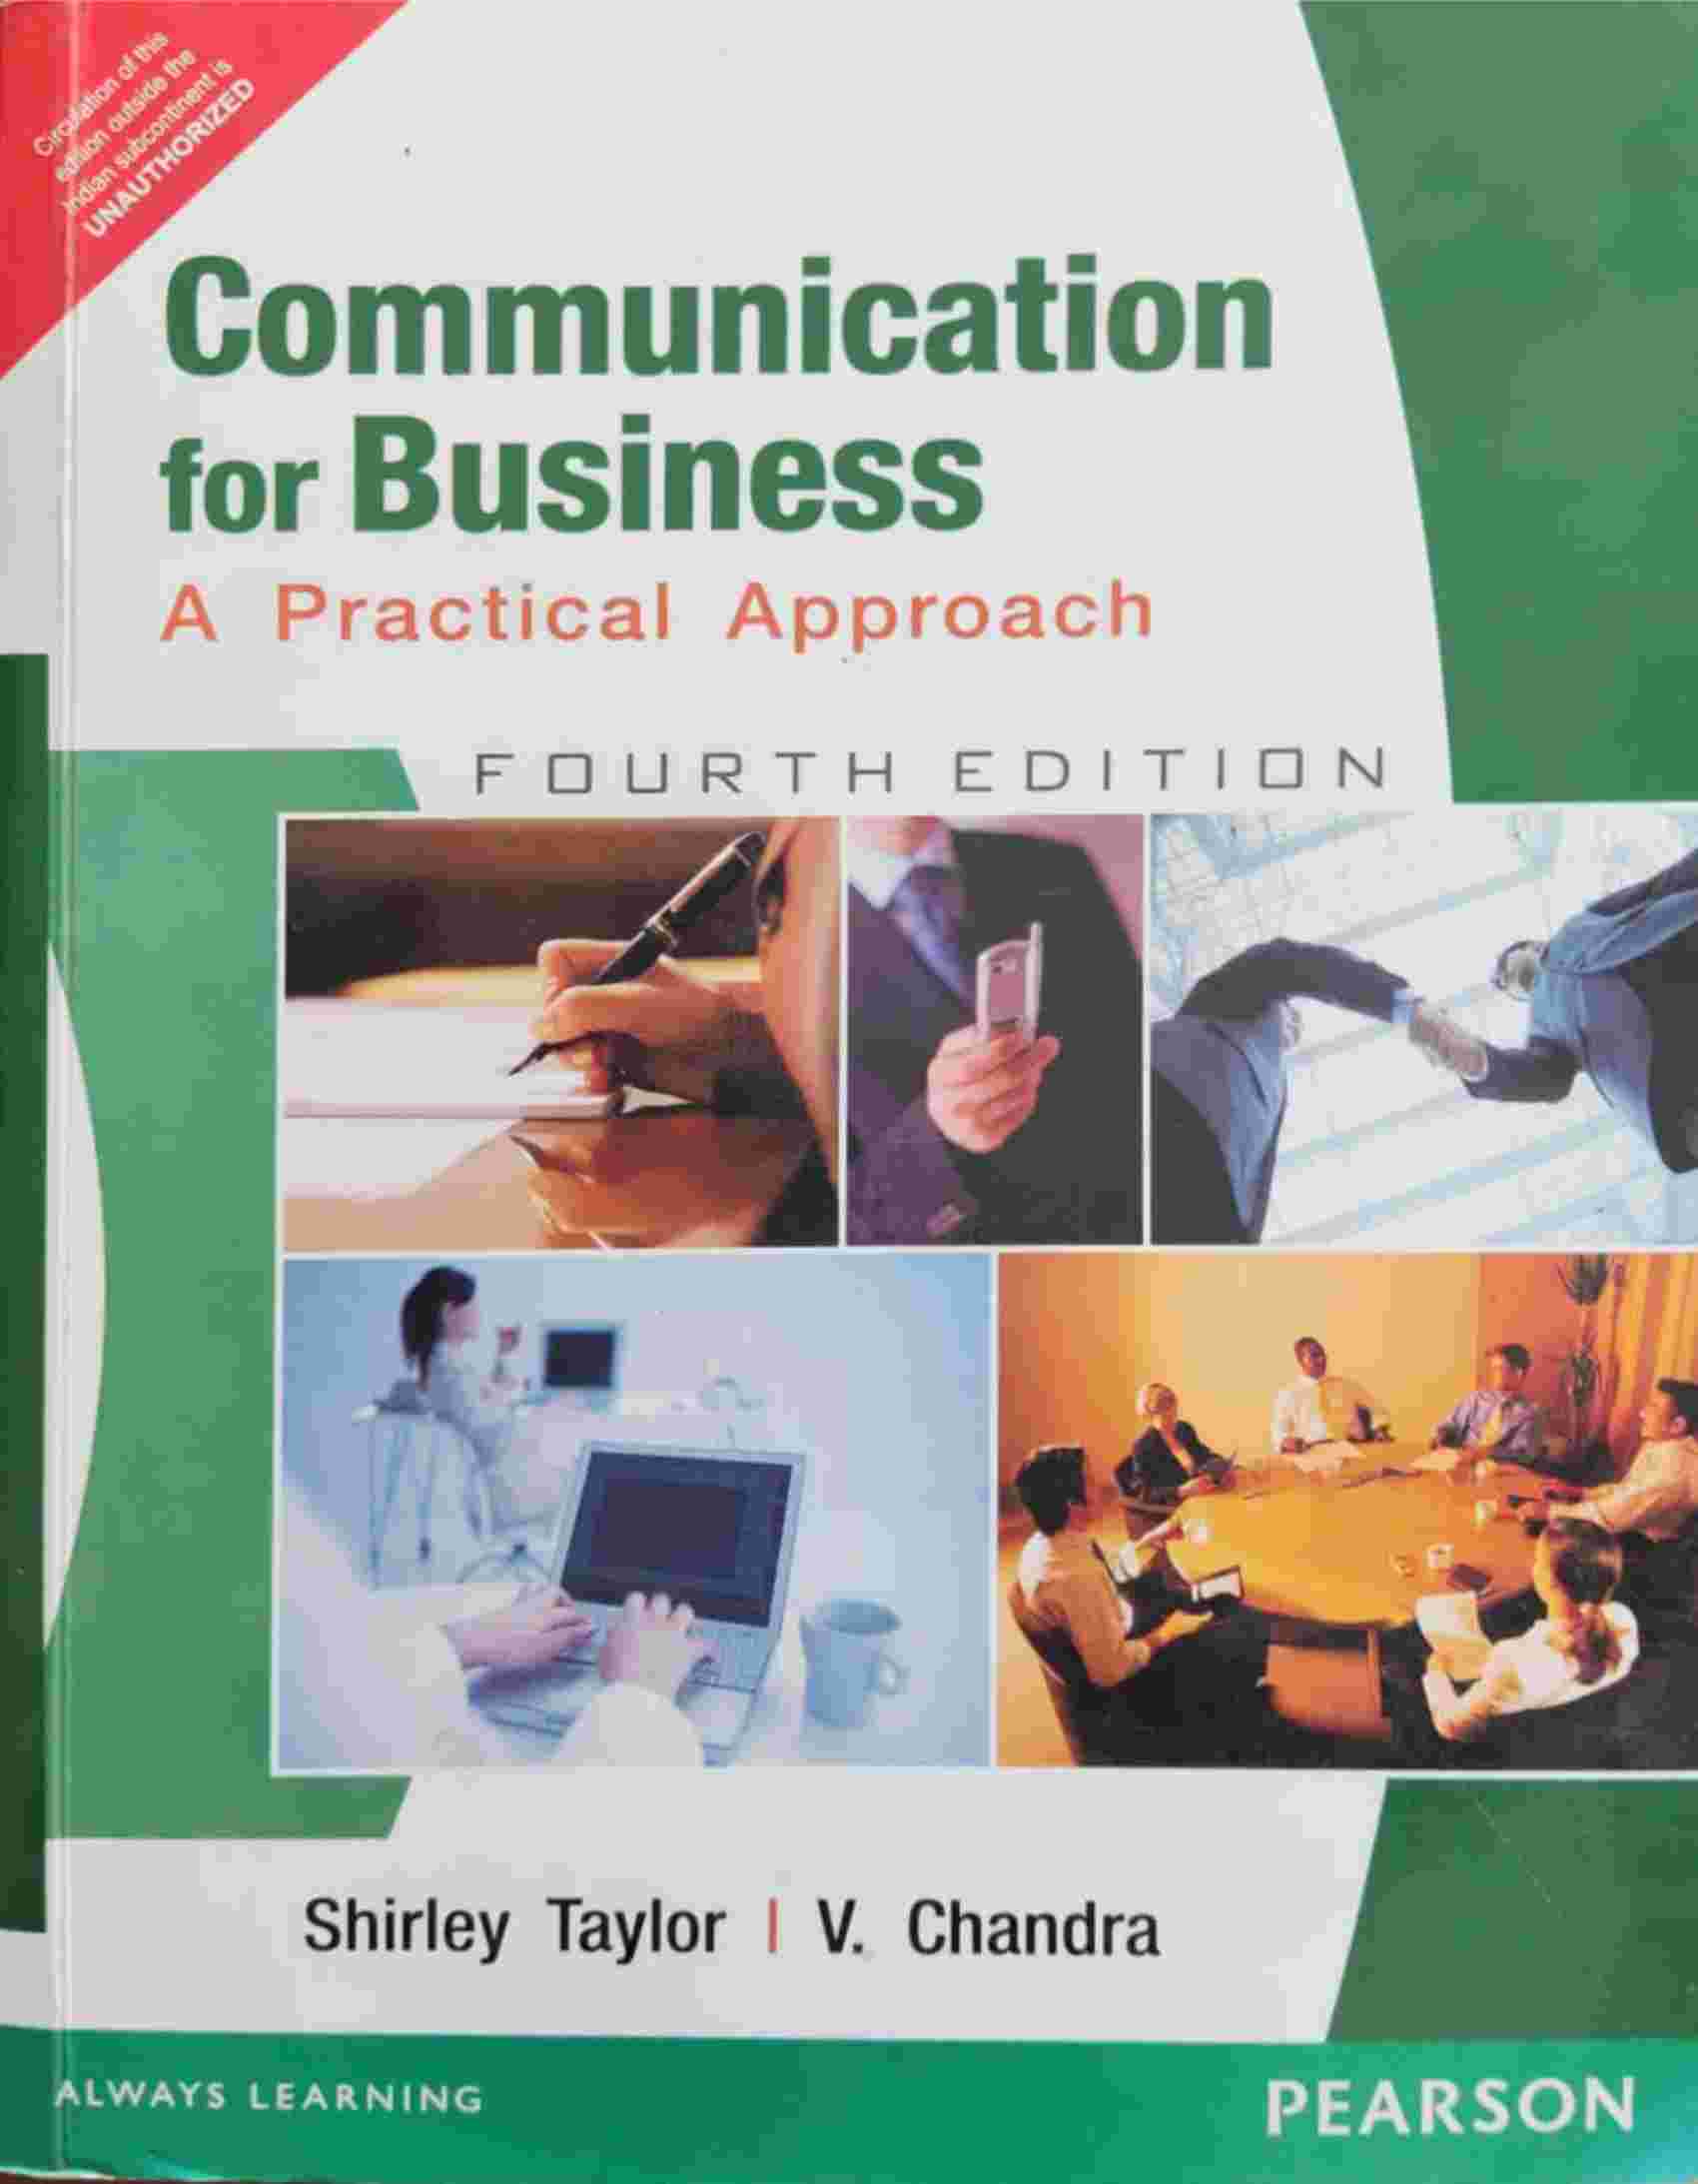 Circulation of this
edition outside the
Indian subcontinent is
UNAUTHORIZED
Communication
for Business
A Practical Approach
FOURTH EDITION
Shirley Taylor | V. Chandra
ALWAYS LEARNING
PEARSON